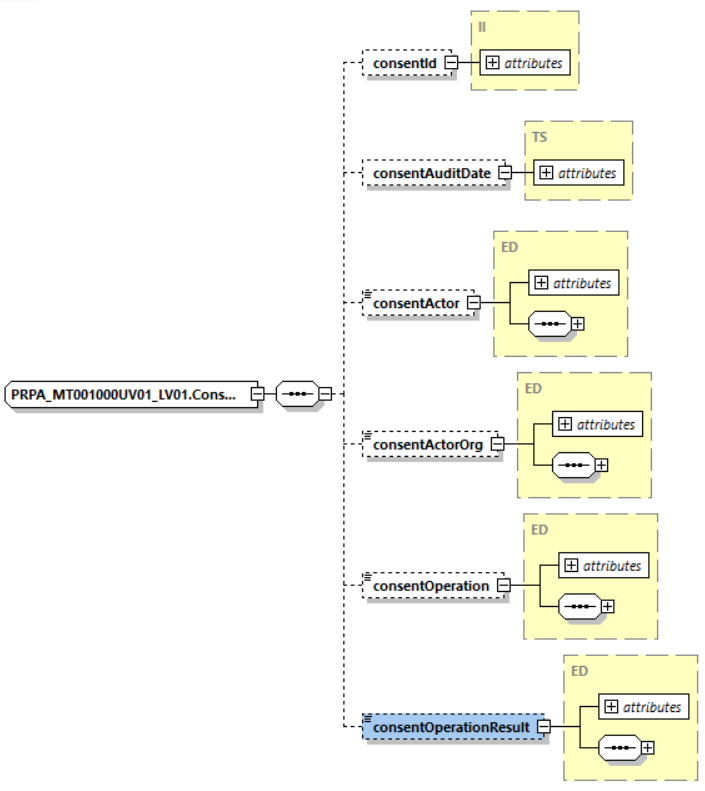 II
consentId
attributes
TS
consentAuditDate
attributes
ED
consentActor
attributes
PRPA_MT001000UV01_LV01.Cons...
ED
consentActorOrg
attributes
ED
consentOperation
attributes
ED
consentOperationResult
attributes